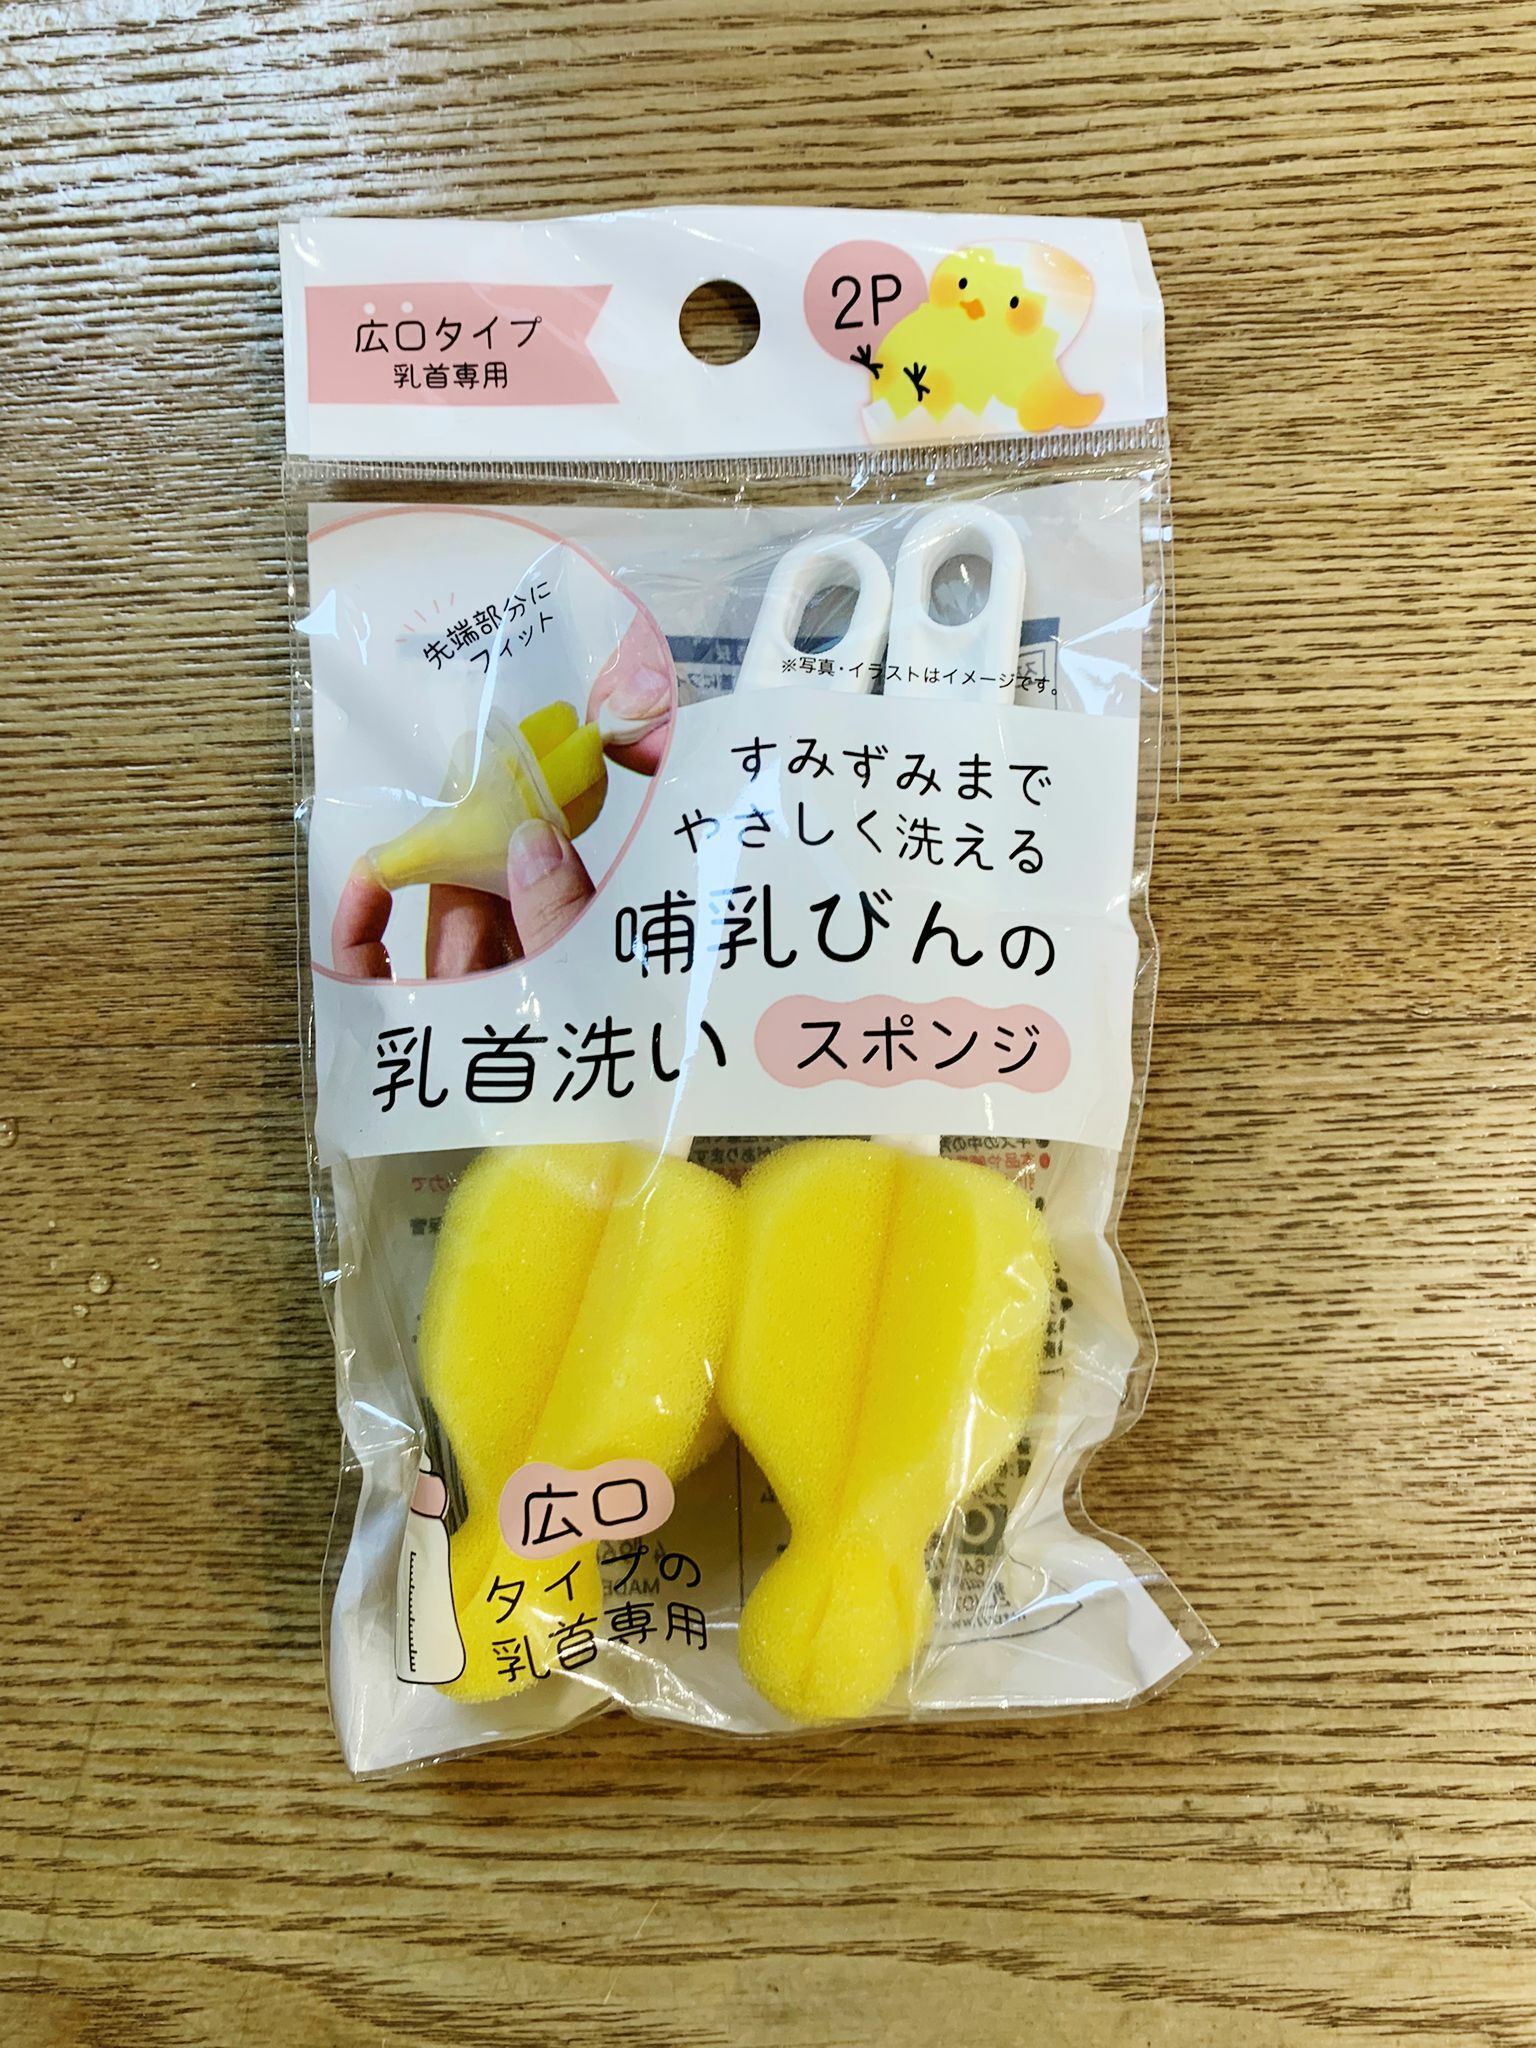 広口タイプ
乳首専用
2P
先端部分に
フィット
※写真・イラストはイメージです。
すみずみまで
やさしく洗える
哺乳びんの
乳首洗い スポンジ
広口
タイプの
乳首専用